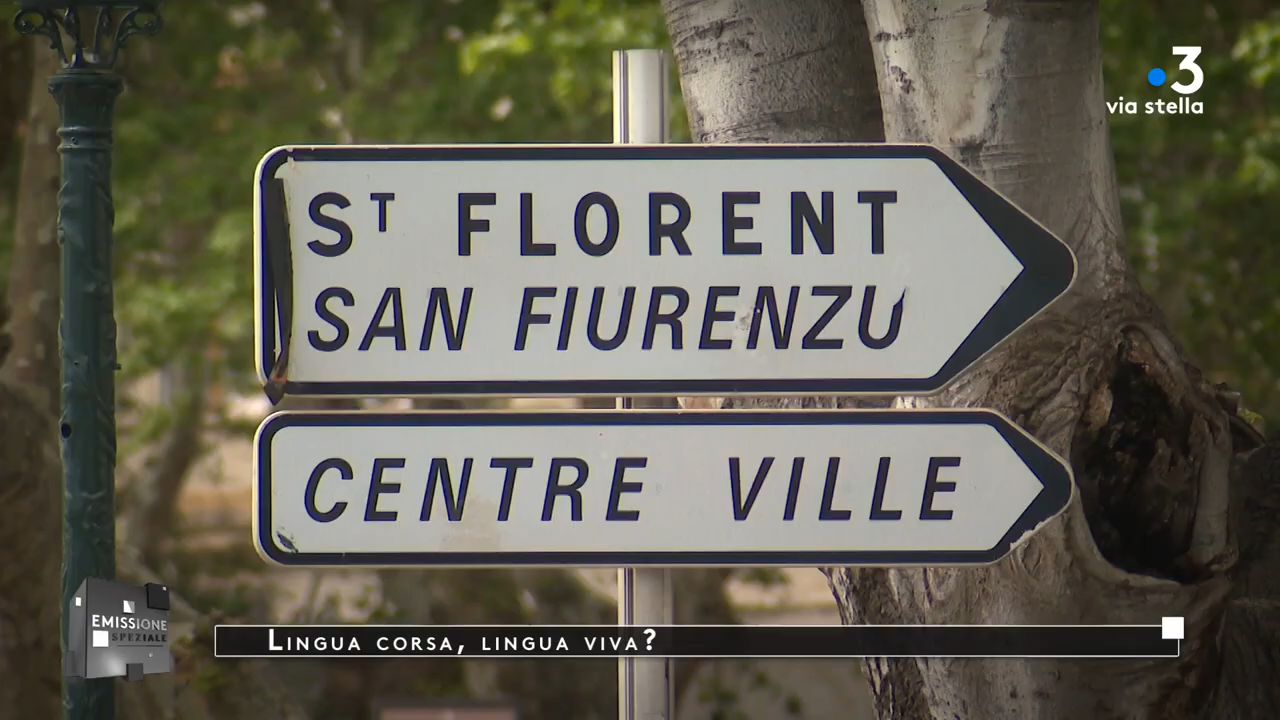 3
via stella
Sᵀ FLORENT
SAN FIURENZU
CENTRE VILLE
EMISSIONE
SPEZIALE
LINGUA CORSA, LINGUA VIVA?